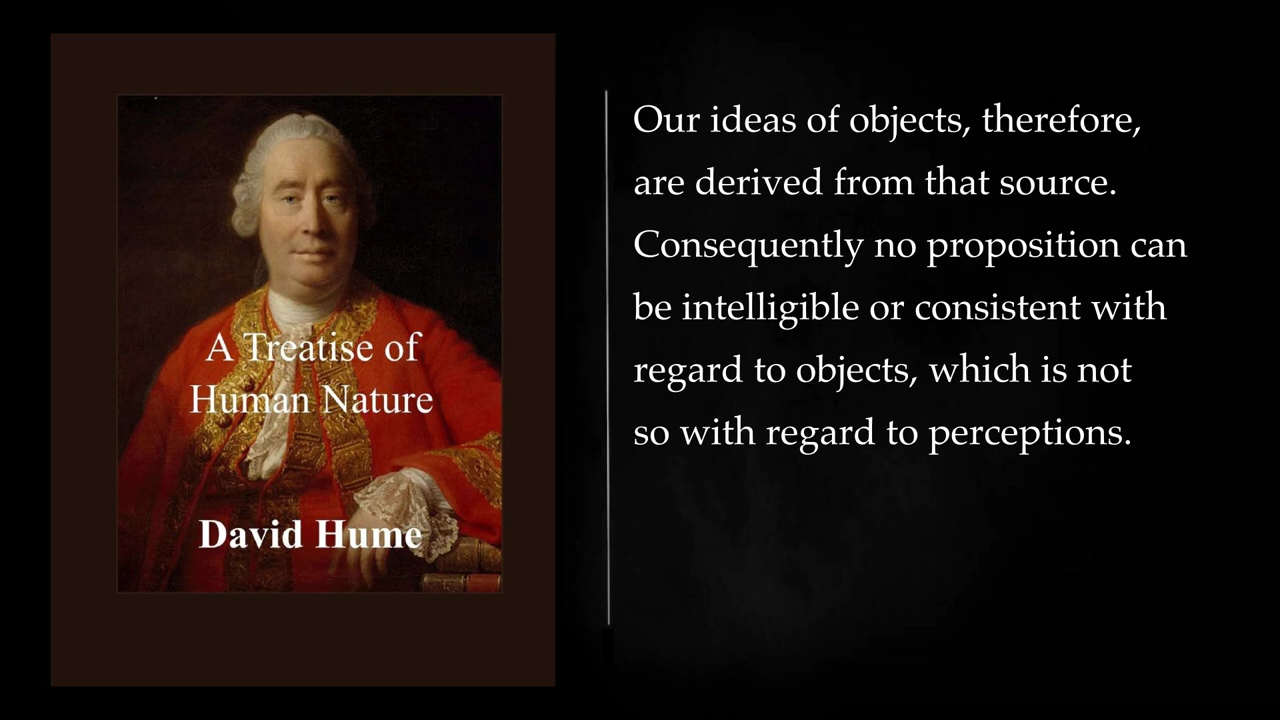 A Treatise of
Human Nature
David Hume
Our ideas of objects, therefore,
are derived from that source.
Consequently no proposition can
be intelligible or consistent with
regard to objects, which is not
so with regard to perceptions.